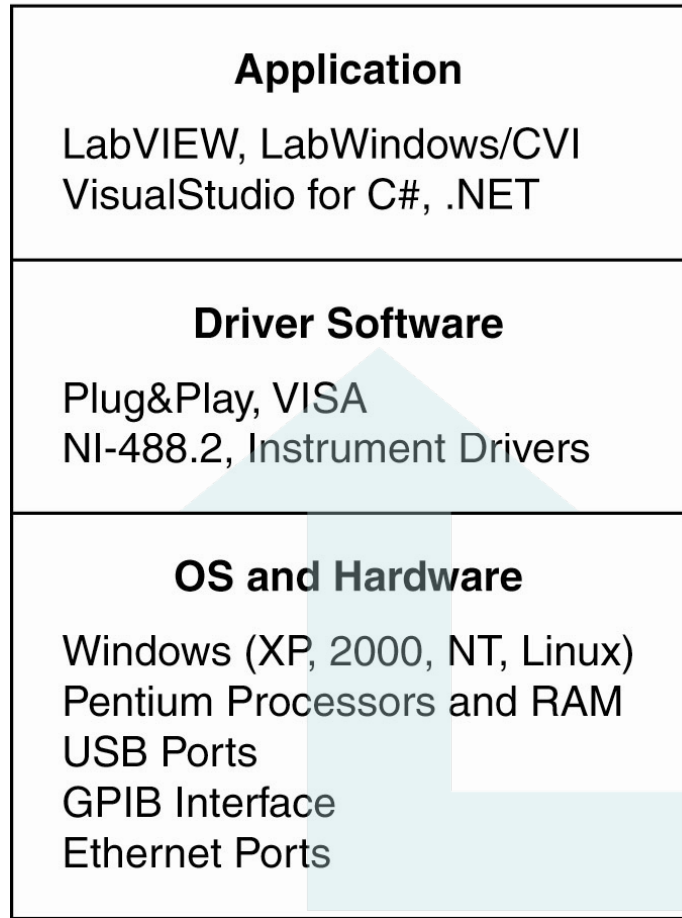 Application
LabVIEW, LabWindows/CVI
VisualStudio for C#, .NET
Driver Software
Plug&Play, VISA
NI-488.2, Instrument Drivers
OS and Hardware
Windows (XP, 2000, NT, Linux)
Pentium Processors and RAM
USB Ports
GPIB Interface
Ethernet Ports